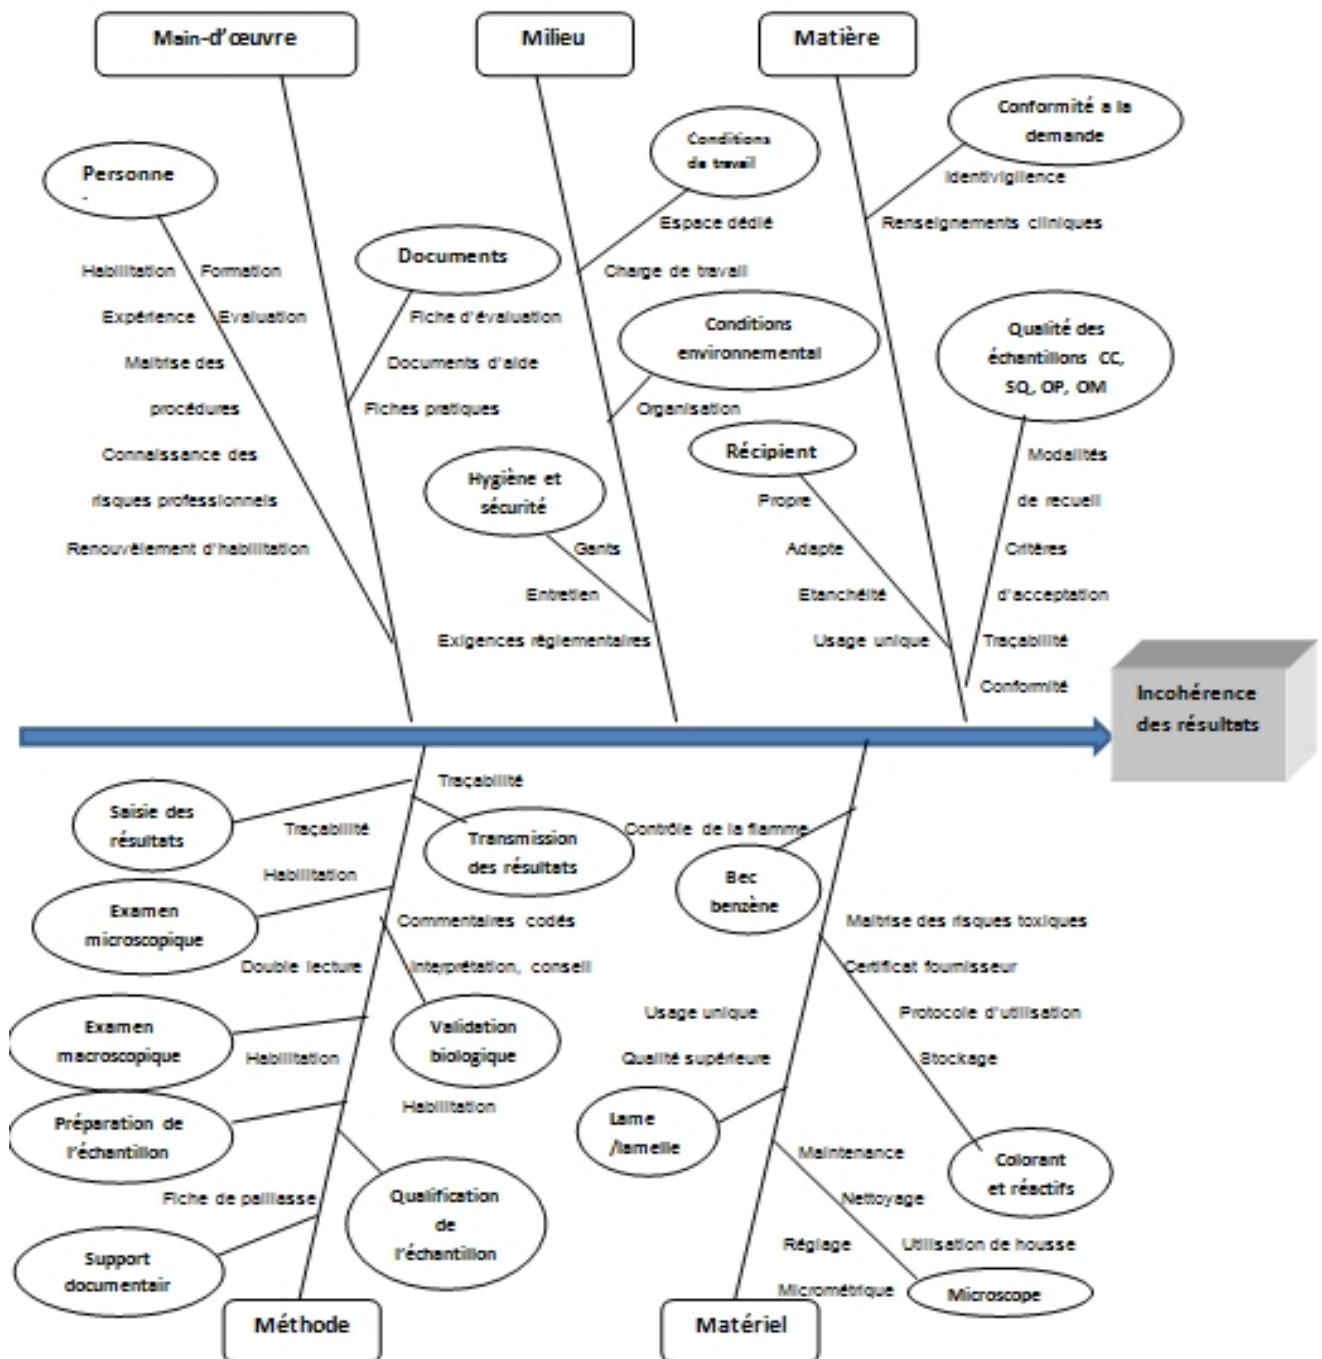 Main-d'œuvre
Milieu
Matière
Personne
Habilitation Formation
Expérience Evaluation
Maîtrise des
procédures
Connaissance des
risques professionnels
Renouvèlement d'habilitation
Documents
Fiche d'évaluation
Documents d'aide
Fiches pratiques
Conditions
de travail
Espace dédié
Charge de travail
Conditions
environnemental
Organisation
Hygiène et
sécurité
Gants
Entretien
Exigences réglementaires
Conformité a la
demande
Identivigilence
Renseignements cliniques
Qualité des
échantillons CC,
SQ, OP, OM
Modalités
de recueil
Critères
d'acceptation
Traçabilité
Conformité
Récipient
Propre
Adapte
Etanchéité
Usage unique
Incohérence
des résultats
Saisie des
résultats
Traçabilité
Traçabilité
Transmission
des résultats
Habilitation
Examen
microscopique
Double lecture
Commentaires codés
Interprétation, conseil
Validation
biologique
Examen
macroscopique
Habilitation
Préparation de
l'échantillon
Habilitation
Qualification
de
l'échantillon
Fiche de paillasse
Support
documentair
Méthode
Contrôle de la flamme
Bec
benzène
Maîtrise des risques toxiques
Certificat fournisseur
Protocole d'utilisation
Stockage
Colorant
et réactifs
Usage unique
Qualité supérieure
Lame
/lamelle
Maintenance
Nettoyage
Réglage
Utilisation de housse
Micrométrique
Microscope
Matériel